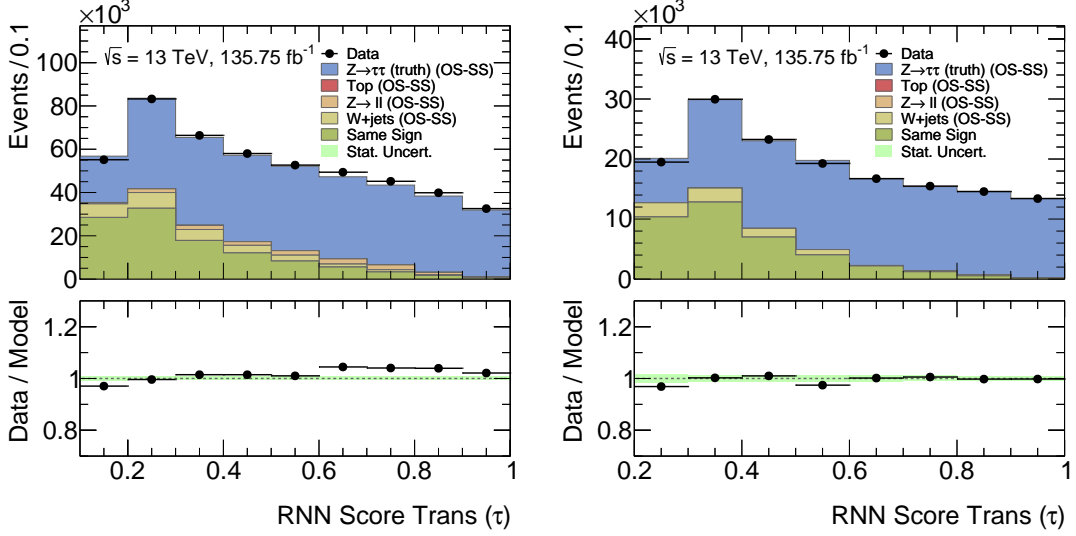 ×10³
Events / 0.1
100
80
60
40
20
0
√s = 13 TeV, 135.75 fb⁻¹
Data
Z→ττ (truth) (OS-SS)
Top (OS-SS)
Z→ ll (OS-SS)
W+jets (OS-SS)
Same Sign
Stat. Uncert.
Data / Model
1.2
1
0.8
0.2 0.4 0.6 0.8 1
RNN Score Trans (τ)
×10³
Events / 0.1
40
30
20
10
0
√s = 13 TeV, 135.75 fb⁻¹
Data
Z→ττ (truth) (OS-SS)
Top (OS-SS)
Z→ ll (OS-SS)
W+jets (OS-SS)
Same Sign
Stat. Uncert.
Data / Model
1.2
1
0.8
0.2 0.4 0.6 0.8 1
RNN Score Trans (τ)